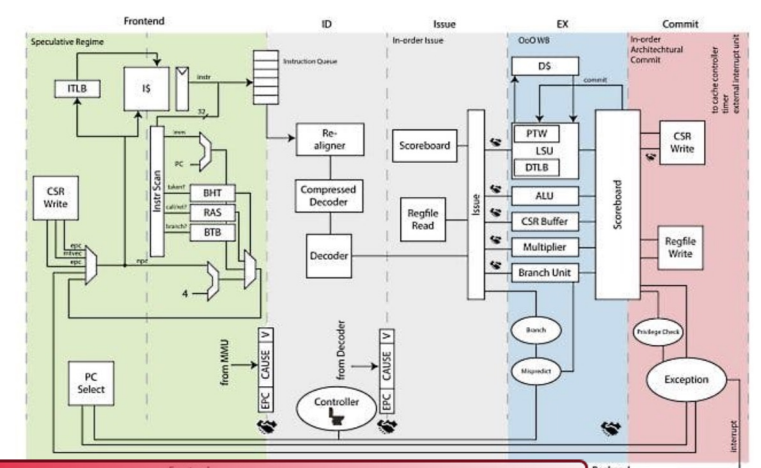 Frontend
ID
Issue
EX
Commit
Speculative Regime
In-order Issue
OoO WB
In-order
Architechtural
Commit
to cache controller
timer
external interrupt unit
ITLB
I$
instr
Instruction Queue
32
D$
commit
PTW
LSU
DTLB
Re-
aligner
Scoreboard
CSR
Write
Instr Scan
imm
PC
taken?
BHT
call/ret?
RAS
branch?
BTB
Compressed
Decoder
Decoder
Regfile
Read
Issue
ALU
CSR Buffer
Multiplier
Branch Unit
Scoreboard
Regfile
Write
CSR
Write
epc
mtvec
epc
npc
4
from MMU
EPC CAUSE V
from Decoder
EPC CAUSE V
Branch
Mispredict
Privilege Check
Exception
PC
Select
Controller
interrupt